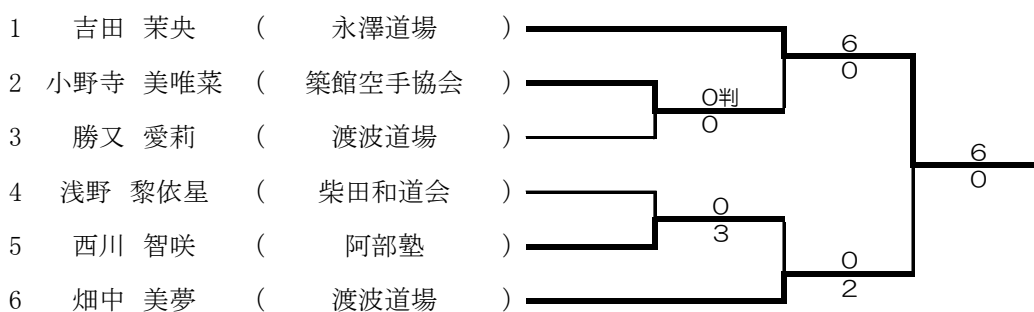 1 吉田 茉央 ( 永澤道場 )
6
0
2 小野寺 美唯菜 ( 築館空手協会 )
0判
0
3 勝又 愛莉 ( 渡波道場 )
6
0
4 浅野 黎依星 ( 柴田和道会 )
0
3
5 西川 智咲 ( 阿部塾 )
0
2
6 畑中 美夢 ( 渡波道場 )